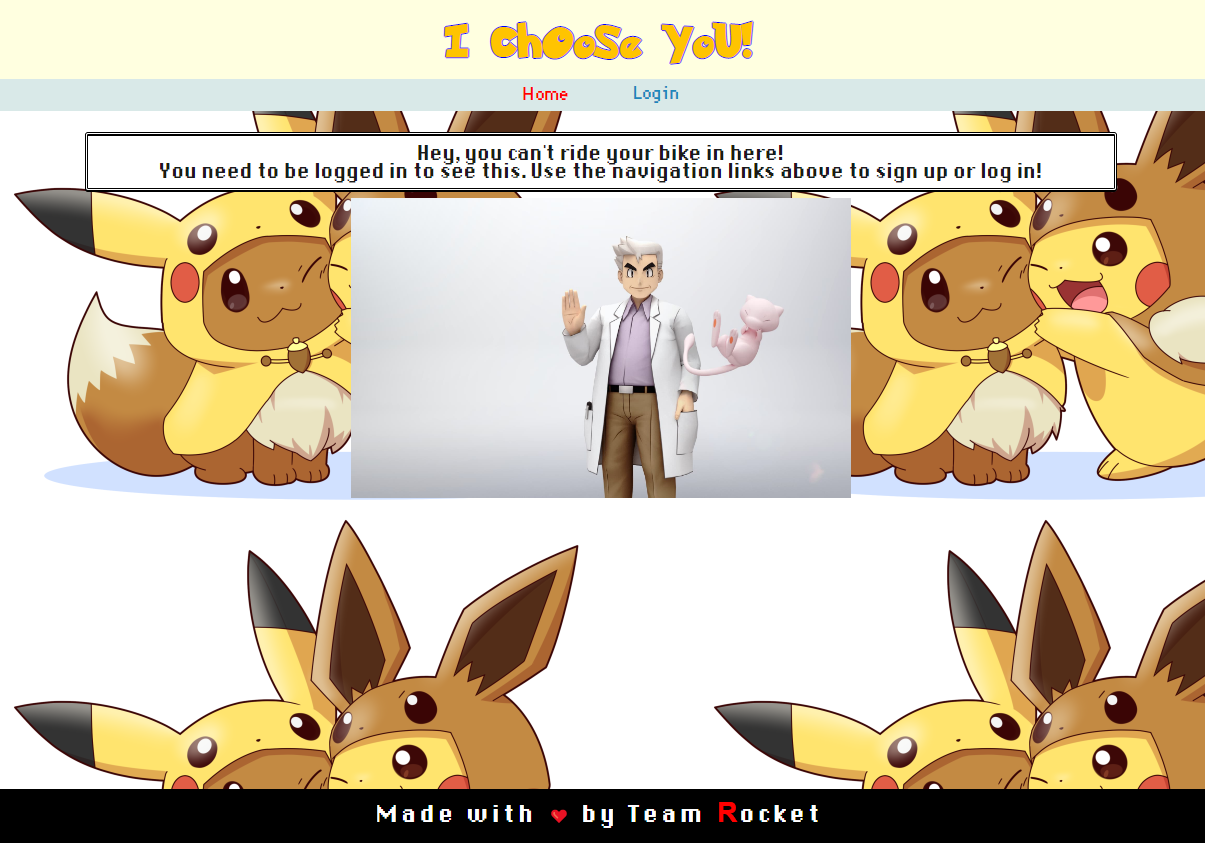 I ChOoSe YoU!
Home Login
Hey, you can't ride your bike in here!
You need to be logged in to see this. Use the navigation links above to sign up or log in!
Made with ❤ by Team Rocket